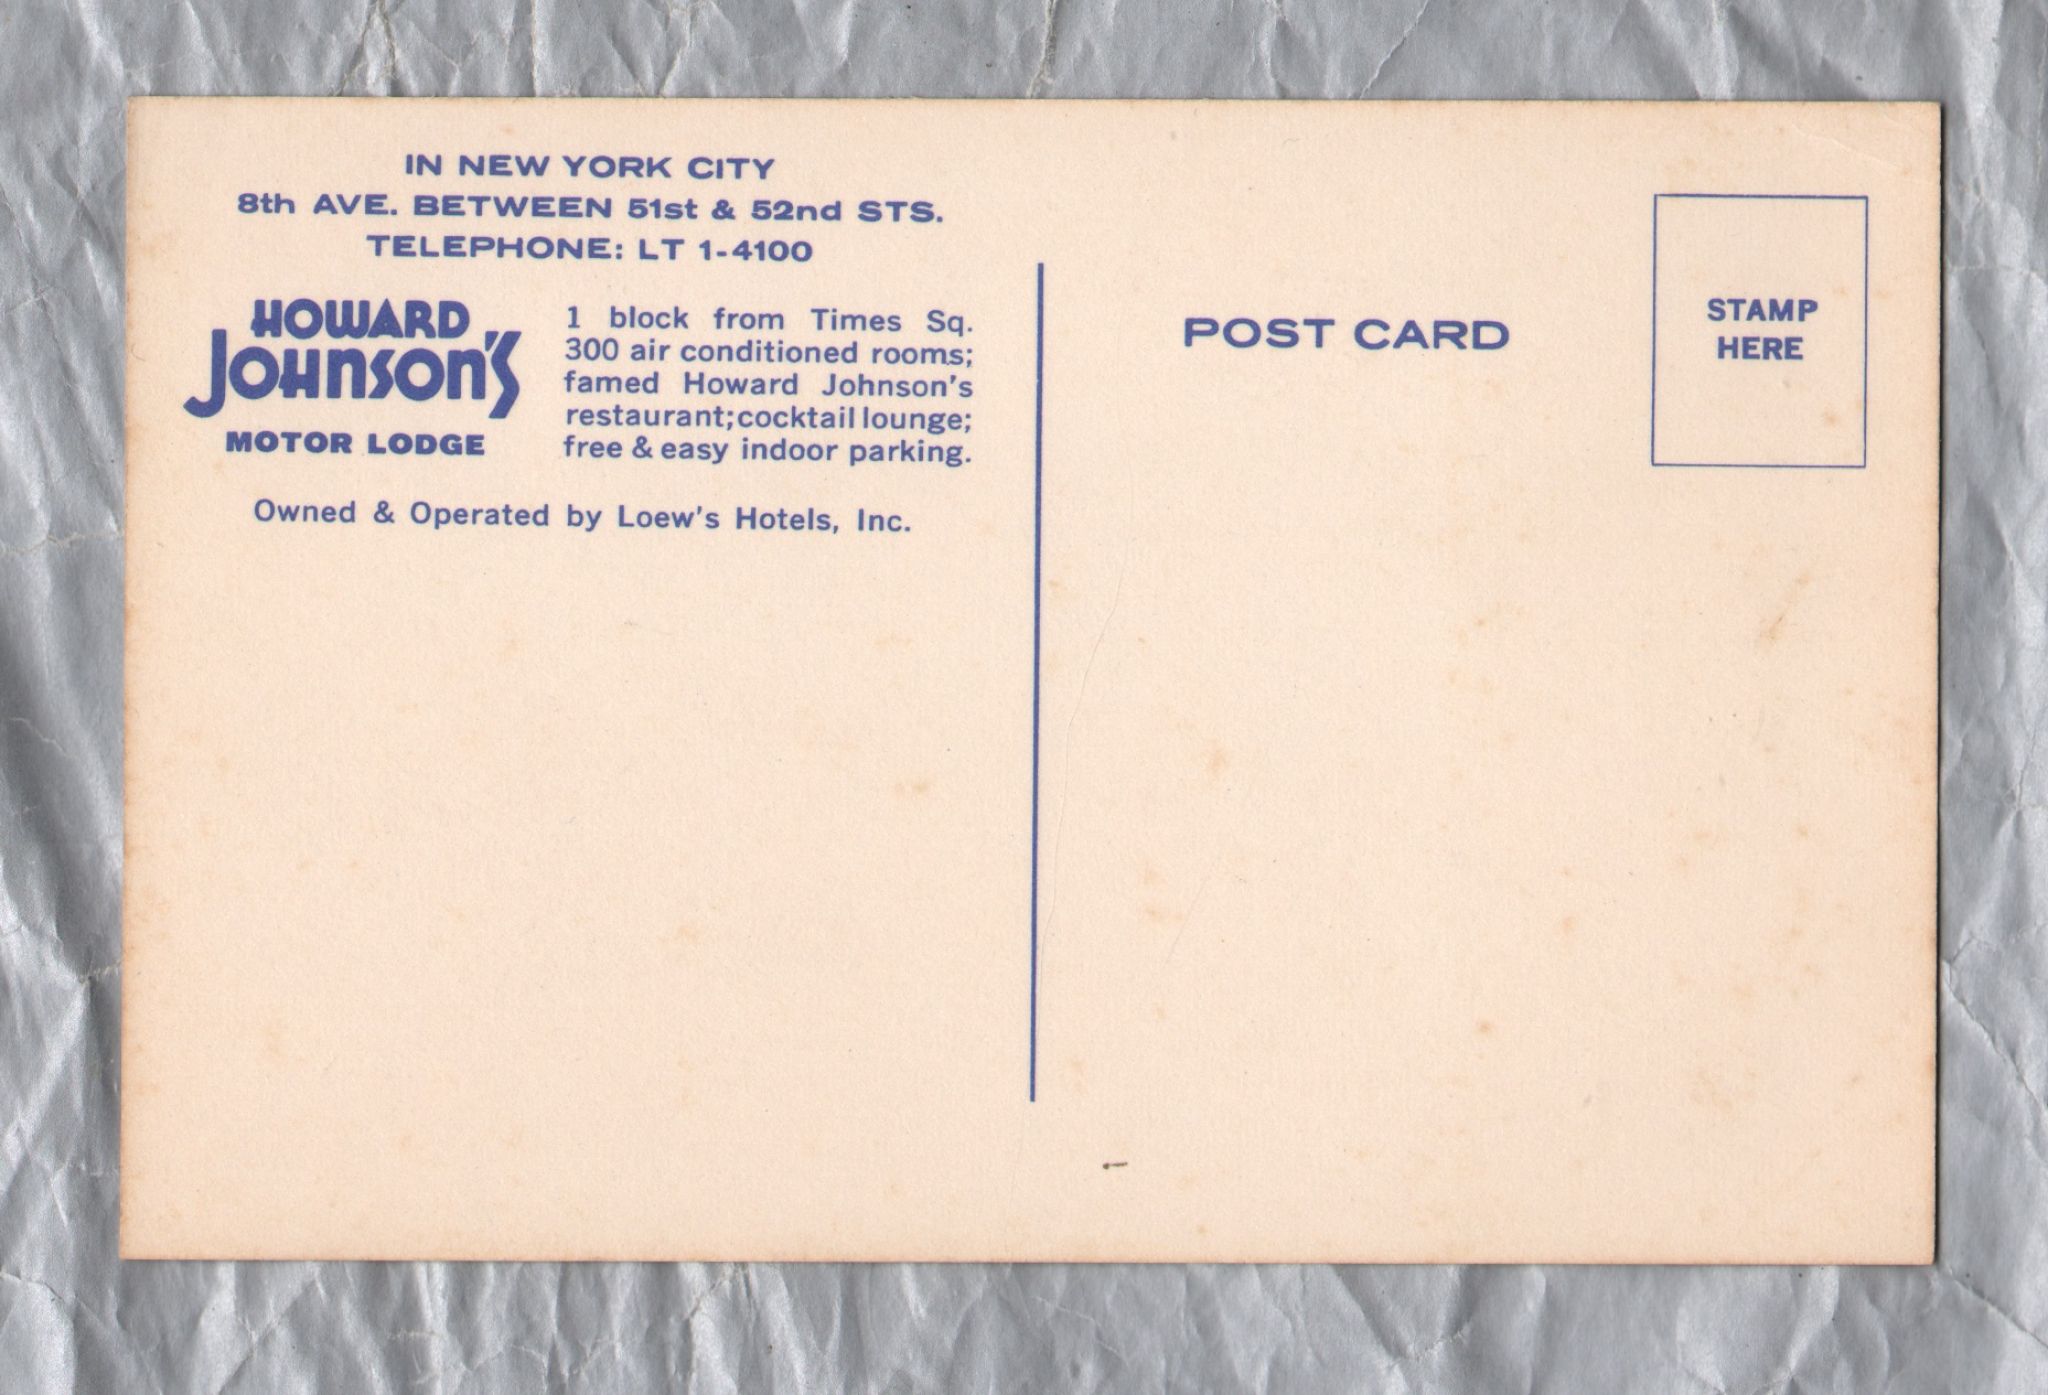 IN NEW YORK CITY
8th AVE. BETWEEN 51st & 52nd STS.
TELEPHONE: LT 1-4100
HOWARD
JOHNSON'S
MOTOR LODGE
1 block from Times Sq.
300 air conditioned rooms;
famed Howard Johnson's
restaurant; cocktail lounge;
free & easy indoor parking.
Owned & Operated by Loew's Hotels, Inc.
POST CARD
STAMP
HERE